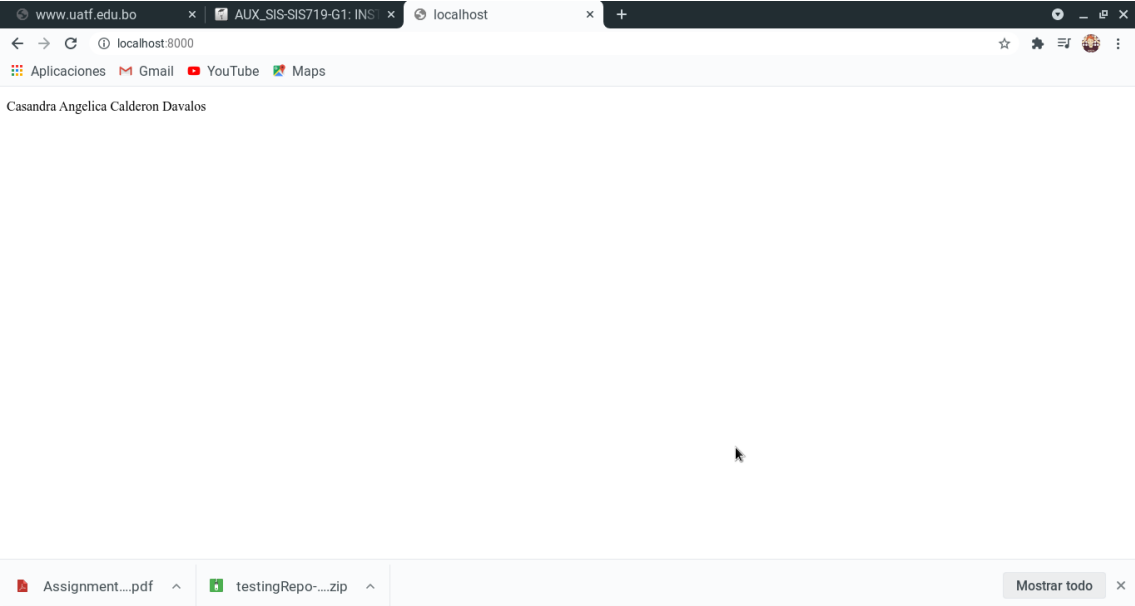 www.uatf.edu.bo
AUX_SIS-SIS719-G1: INST
localhost
localhost:8000
Aplicaciones Gmail YouTube Maps
Casandra Angelica Calderon Davalos
Assignment....pdf testingRepo-....zip Mostrar todo